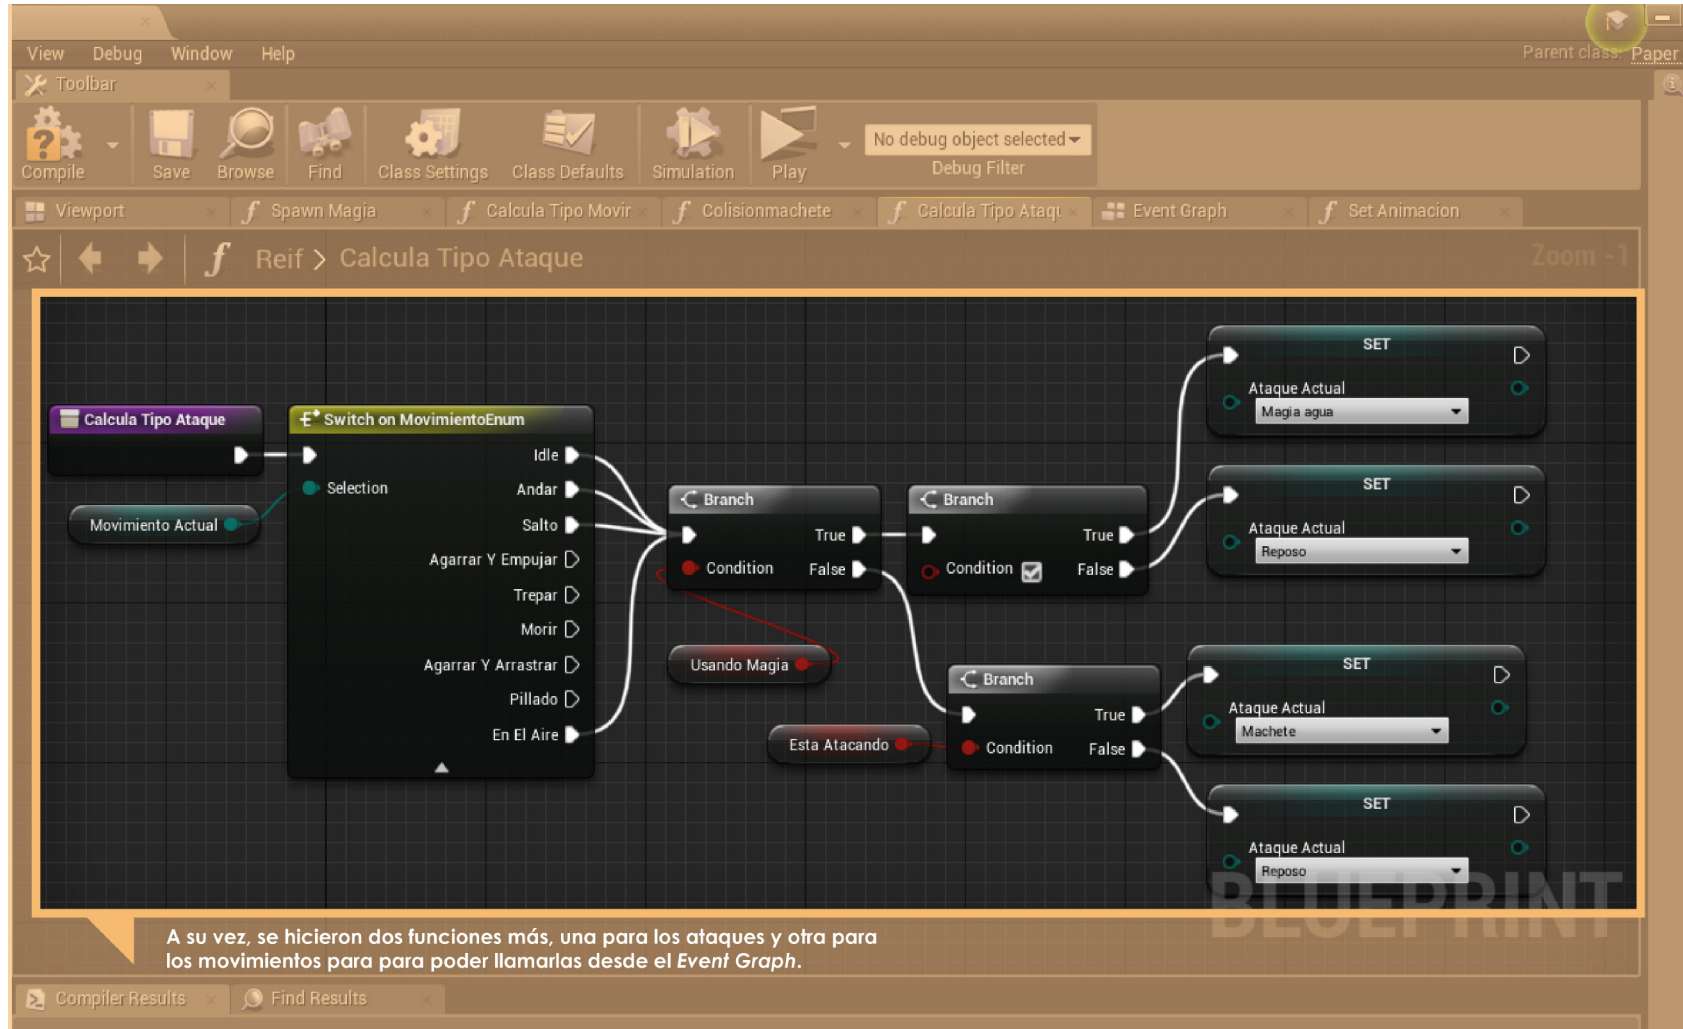 View Debug Window Help
Parent class: Paper
Toolbar
Compile Save Browse Find Class Settings Class Defaults Simulation Play
No debug object selected
Debug Filter
Viewport Spawn Magia Calcula Tipo Movir Colisionmachete Calcula Tipo Ataqu Event Graph Set Animacion
Reif > Calcula Tipo Ataque
Zoom -1
Calcula Tipo Ataque
Movimiento Actual
Switch on MovimientoEnum
Selection
Idle
Andar
Salto
Agarrar Y Empujar
Trepar
Morir
Agarrar Y Arrastrar
Pillado
En El Aire
Branch
True
Condition
False
Usando Magia
Branch
True
Condition
False
Esta Atacando
Branch
True
Condition
False
SET
Ataque Actual
Magia agua
SET
Ataque Actual
Reposo
SET
Ataque Actual
Machete
SET
Ataque Actual
Reposo
BLUEPRINT
A su vez, se hicieron dos funciones más, una para los ataques y otra para
los movimientos para para poder llamarlas desde el Event Graph.
Compiler Results Find Results